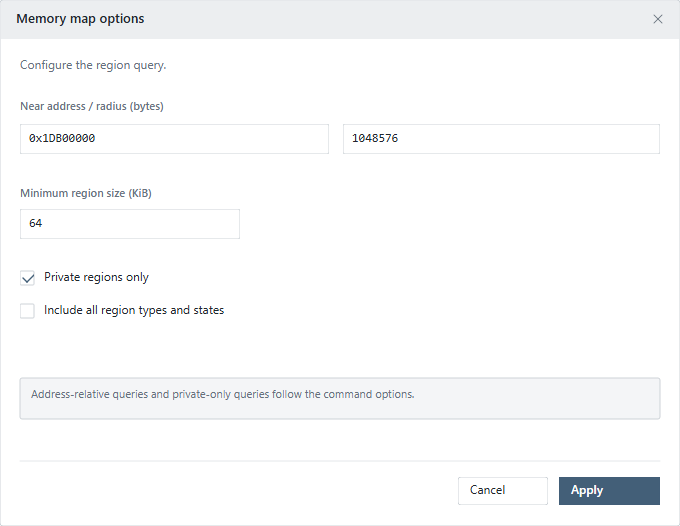 Memory map options
Configure the region query.
Near address / radius (bytes)
0x1DB00000
1048576
Minimum region size (KiB)
64
Private regions only
Include all region types and states
Address-relative queries and private-only queries follow the command options.
Cancel
Apply